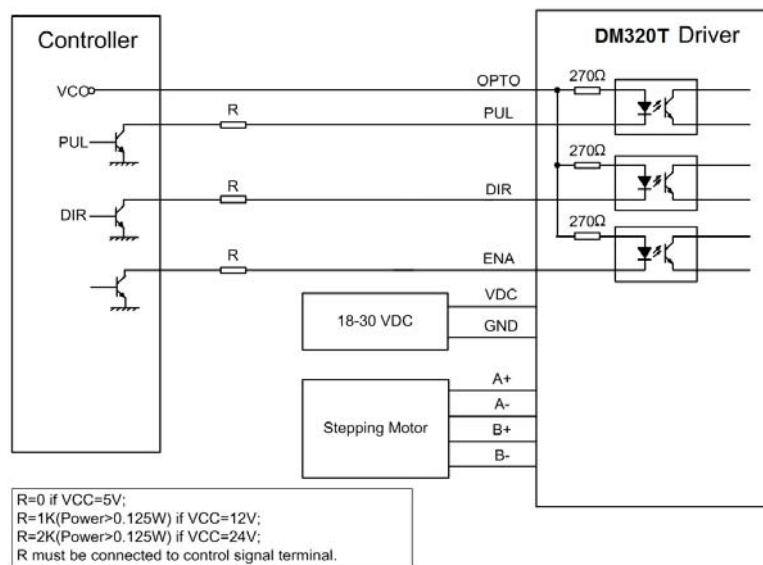 Controller
DM320T Driver
VCC
OPTO
270Ω
R
PUL
PUL
270Ω
R
DIR
DIR
270Ω
R
ENA
18-30 VDC
VDC
GND
Stepping Motor
A+
A-
B+
B-
R=0 if VCC=5V;
R=1K(Power>0.125W) if VCC=12V;
R=2K(Power>0.125W) if VCC=24V;
R must be connected to control signal terminal.